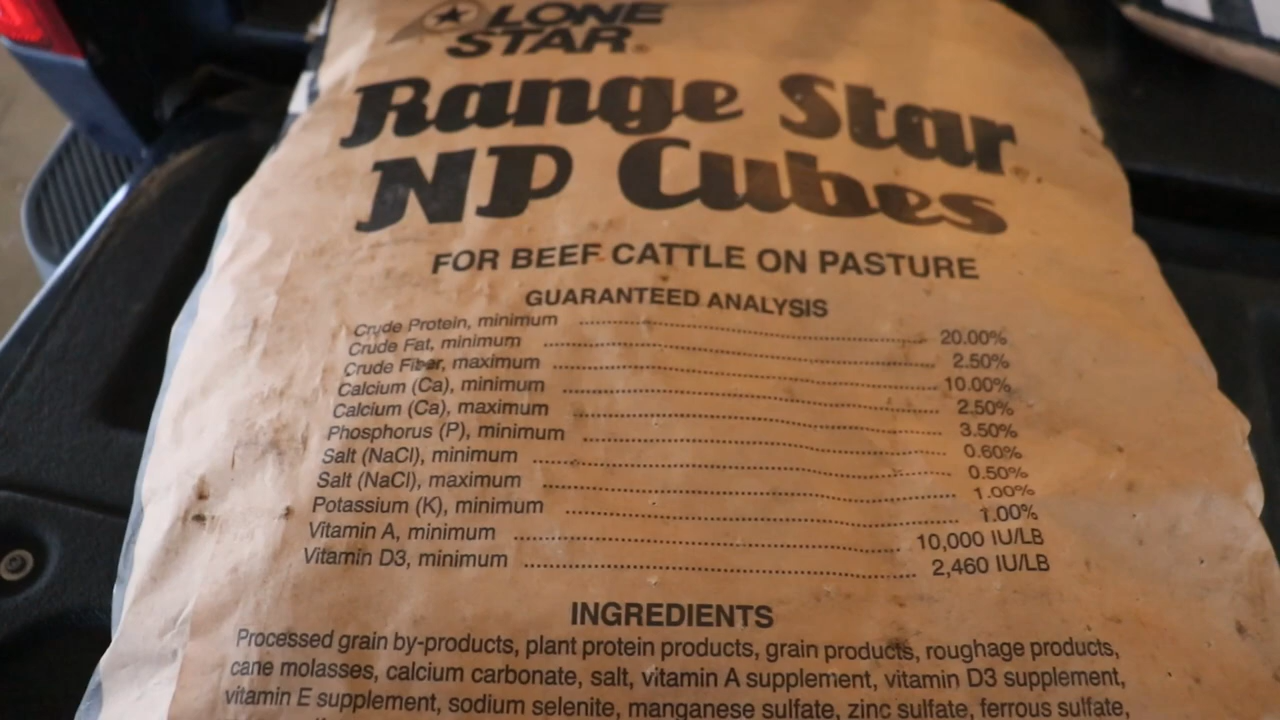 LONE
STAR®
Range Star
NP Cubes
FOR BEEF CATTLE ON PASTURE
GUARANTEED ANALYSIS
Crude Protein, minimum 20.00%
Crude Fat, minimum 2.50%
Crude Fiber, maximum 10.00%
Calcium (Ca), minimum 2.50%
Calcium (Ca), maximum 3.50%
Phosphorus (P), minimum 0.60%
Salt (NaCl), minimum 0.50%
Salt (NaCl), maximum 1.00%
Potassium (K), minimum 1.00%
Vitamin A, minimum 10,000 IU/LB
Vitamin D3, minimum 2,460 IU/LB
INGREDIENTS
Processed grain by-products, plant protein products, grain products, roughage products,
cane molasses, calcium carbonate, salt, vitamin A supplement, vitamin D3 supplement,
vitamin E supplement, sodium selenite, manganese sulfate, zinc sulfate, ferrous sulfate,